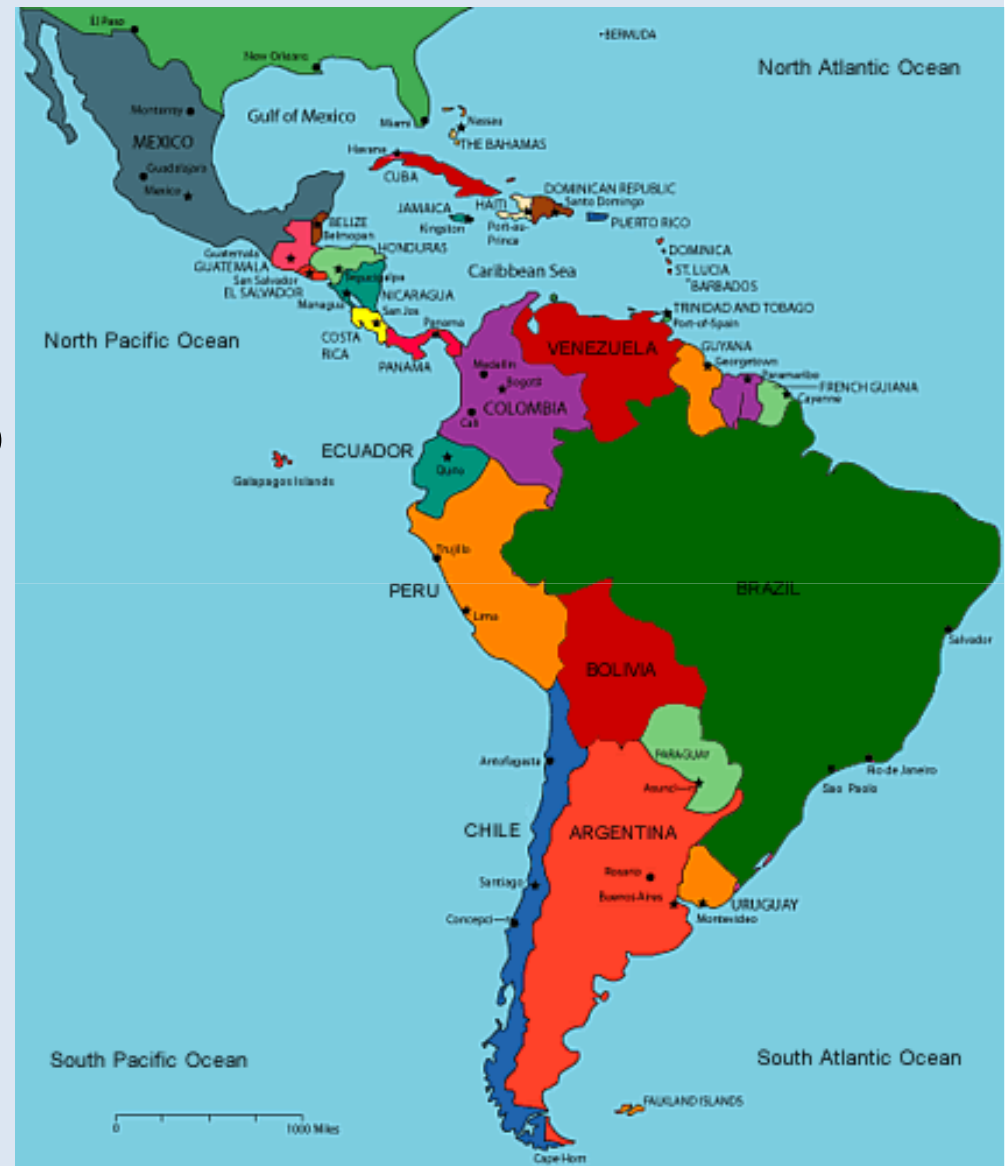 El Paso
New Orleans
BERMUDA
North Atlantic Ocean
Monterrey
Gulf of Mexico
Miami
Nassau
THE BAHAMAS
MEXICO
Havana
Guadalajara
CUBA
Mexico
DOMINICAN REPUBLIC
HAITI
Santo Domingo
JAMAICA
Kingston
Port-au-
Prince
PUERTO RICO
BELIZE
Belmopan
HONDURAS
DOMINICA
Guatemala
GUATEMALA
Tegucigalpa
Caribbean Sea
ST. LUCIA
BARBADOS
San Salvador
EL SALVADOR
NICARAGUA
Managua
San Jos
TRINIDAD AND TOBAGO
Port-of-Spain
North Pacific Ocean
COSTA
RICA
Panama
PANAMA
VENEZUELA
GUYANA
Georgetown
Medellin
Bogotá
Paramaribo
FRENCH GUIANA
Cayenne
COLOMBIA
Cali
)
ECUADOR
Quito
Galapagos Islands
Trujillo
PERU
BRAZIL
Lima
Salvador
BOLIVIA
PARAGUAY
Antofagasta
Rio de Janeiro
Asunci
Sao Paolo
CHILE
ARGENTINA
Rosario
Santiago
Buenos Aires
URUGUAY
Concepci
Montevideo
South Pacific Ocean
South Atlantic Ocean
FALKLAND ISLANDS
0
1000 Miles
Cape Horn